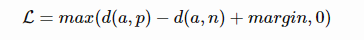 ℒ = max(d(a, p) − d(a, n) + margin, 0)